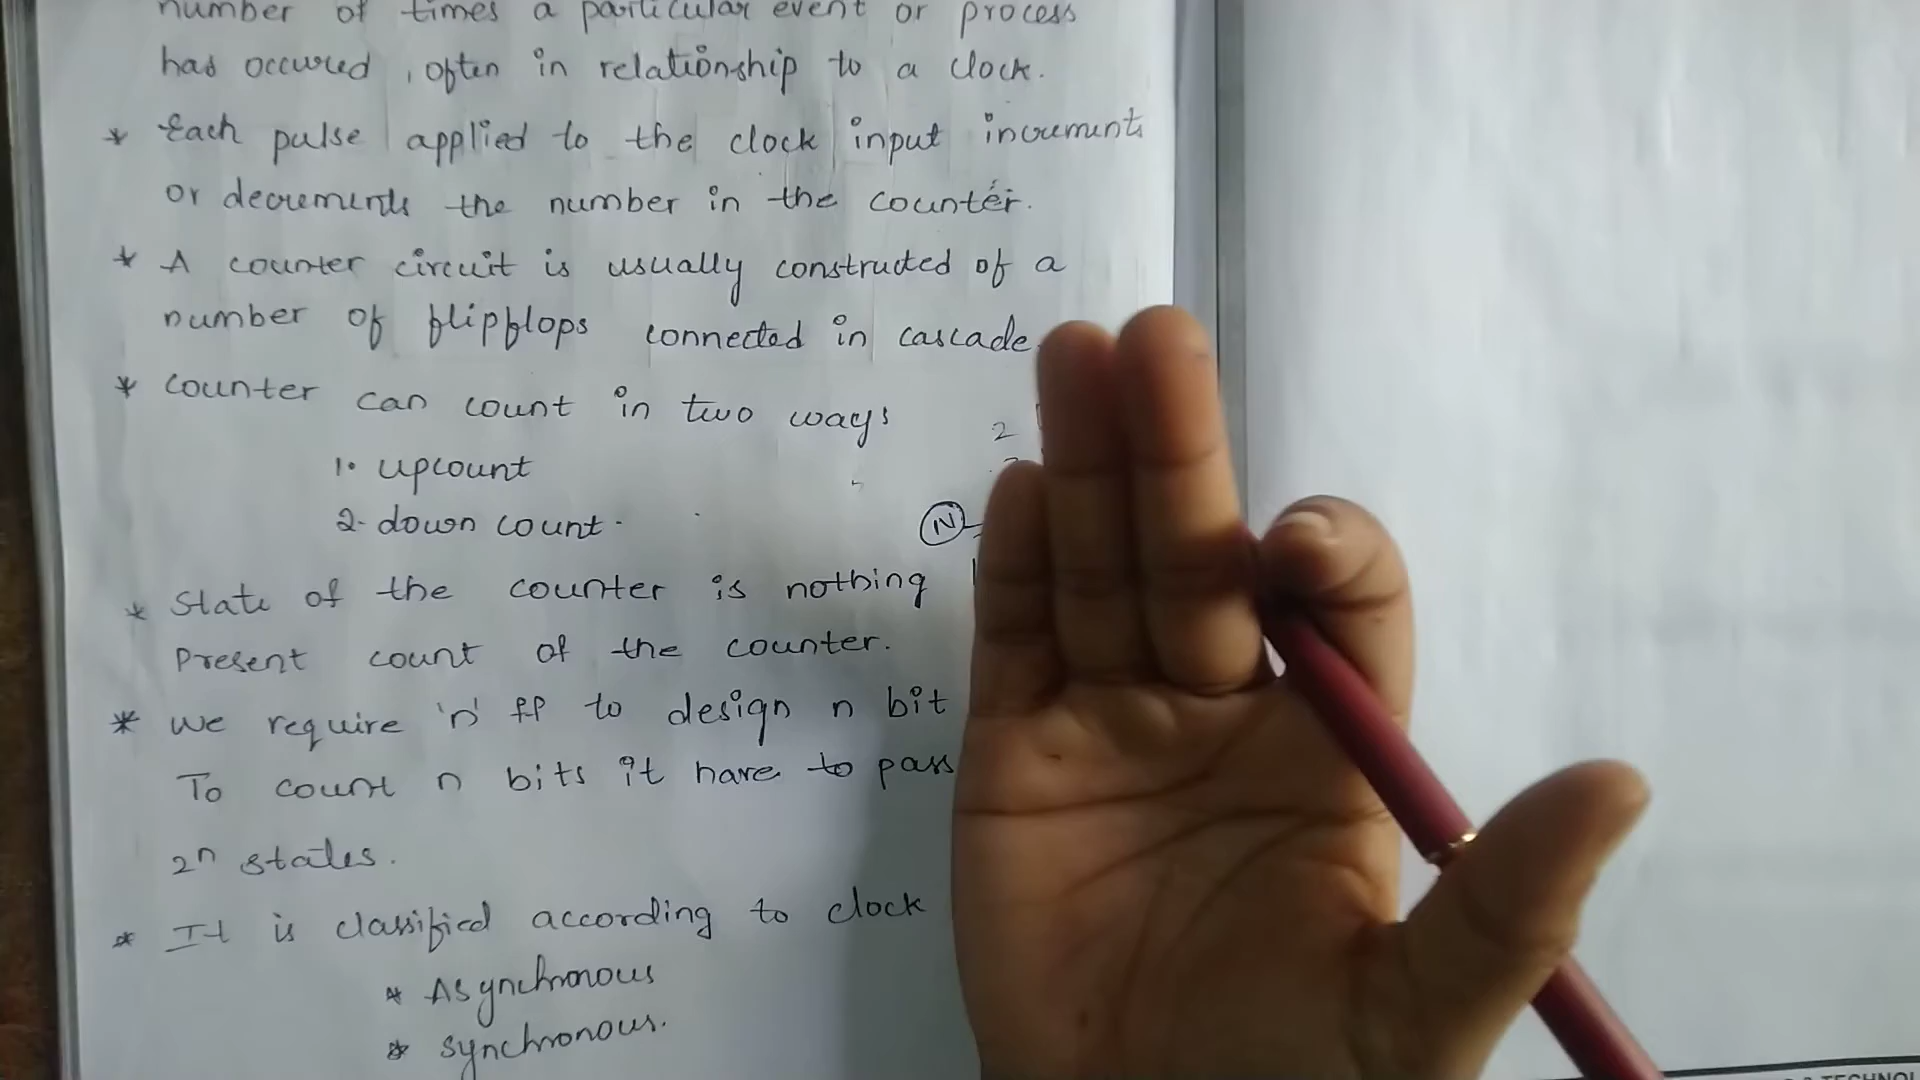 number of times a particular event or process
has occured, often in relationship to a clock.
* Each pulse applied to the clock input increments
or decrements the number in the counter.
* A counter circuit is usually constructed of a
number of flipflops connected in cascade
* counter can count in two ways
2
1. upcount
2. down count.
N
* State of the counter is nothing
Present count of the counter.
* we require 'n' ff to design n bit
To count n bits it have to pass
2ⁿ states.
* It is classified according to clock
* Asynchronous
* synchronous.